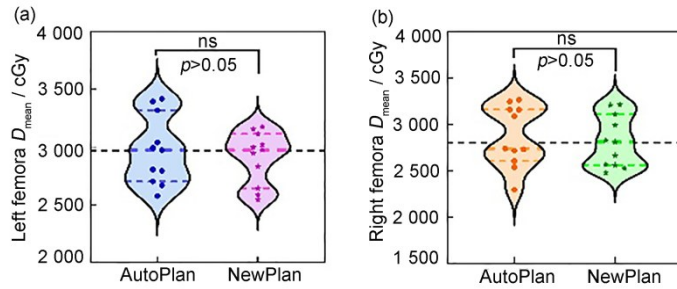 (a)
ns
p>0.05
Left femora Dmean / cGy
4 000
3 500
3 000
2 500
2 000
AutoPlan
NewPlan
(b)
ns
p>0.05
Right femora Dmean / cGy
4 000
3 500
3 000
2 500
2 000
1 500
AutoPlan
NewPlan